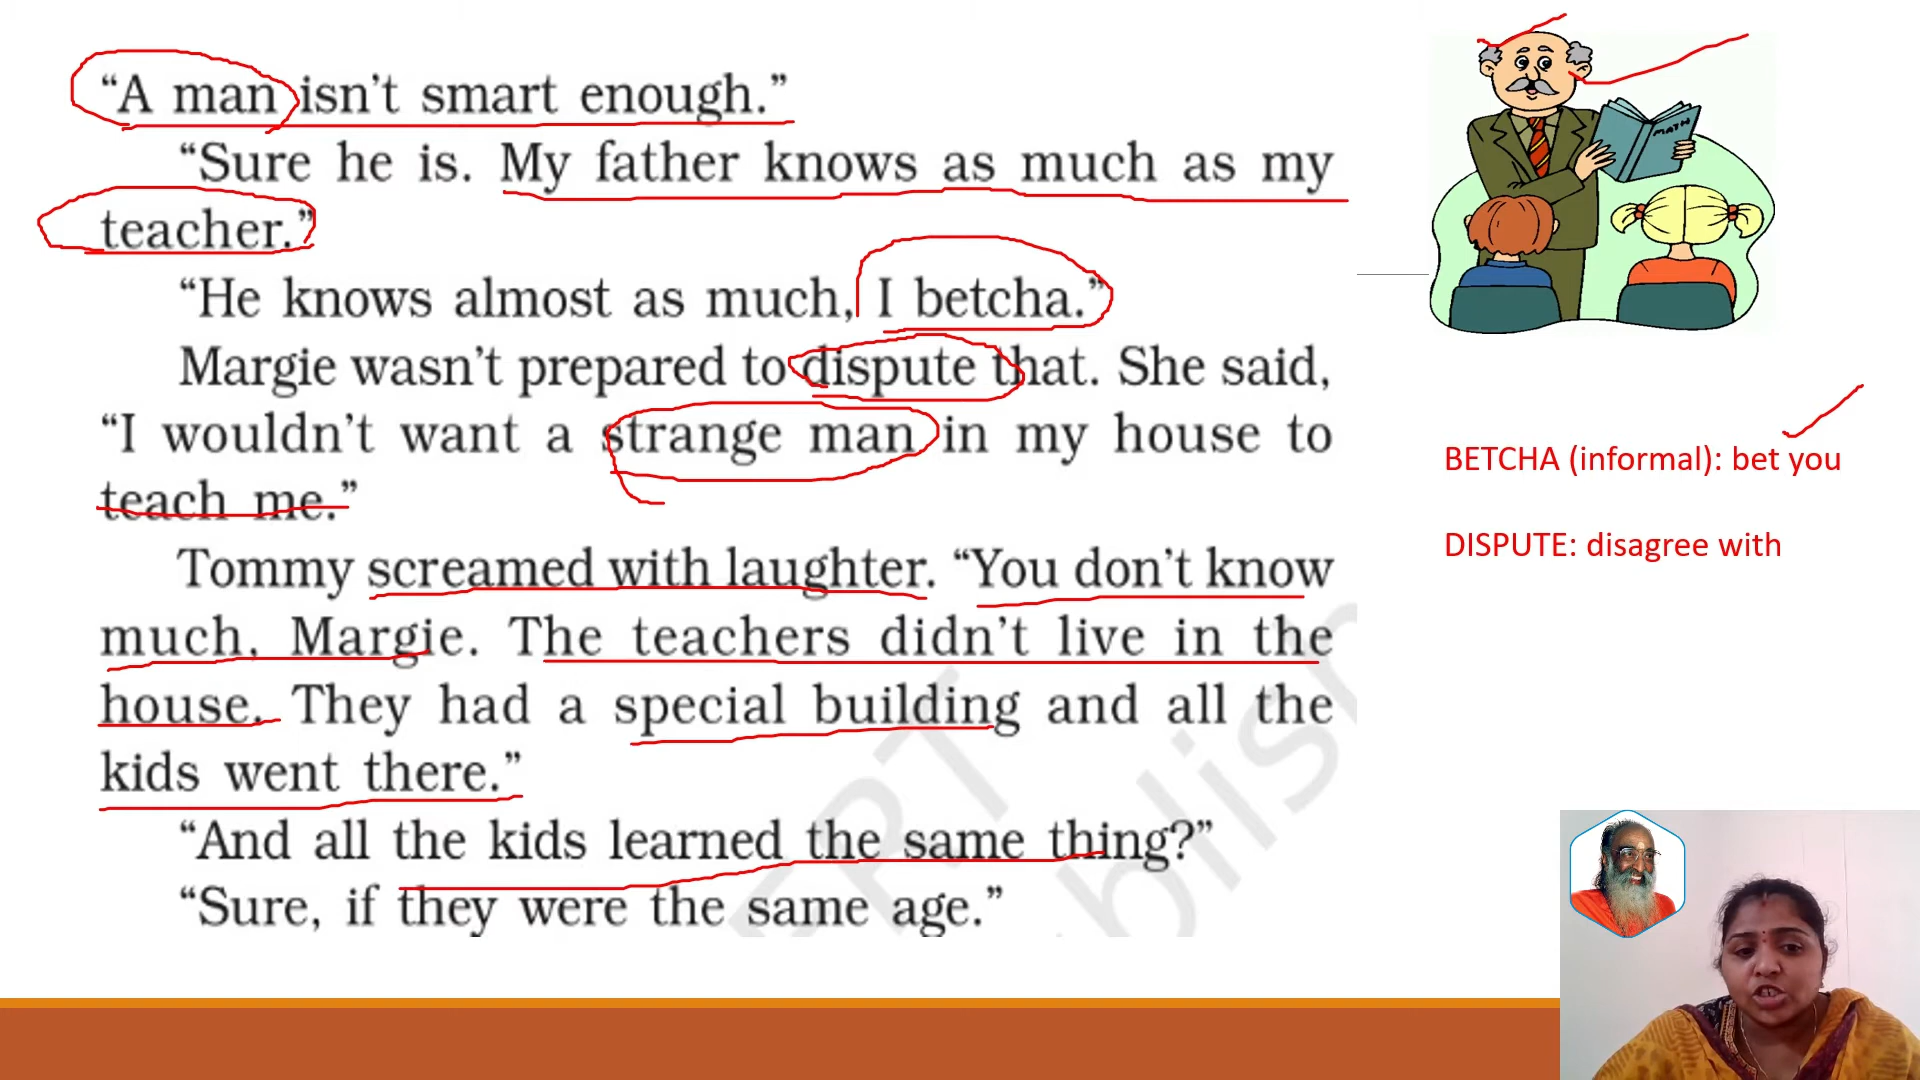 “A man isn’t smart enough.”
“Sure he is. My father knows as much as my
teacher.”
“He knows almost as much, I betcha.”
Margie wasn’t prepared to dispute that. She said,
“I wouldn’t want a strange man in my house to
teach me.”
Tommy screamed with laughter. “You don’t know
much, Margie. The teachers didn’t live in the
house. They had a special building and all the
kids went there.”
“And all the kids learned the same thing?”
“Sure, if they were the same age.”
MATH
BETCHA (informal): bet you
DISPUTE: disagree with